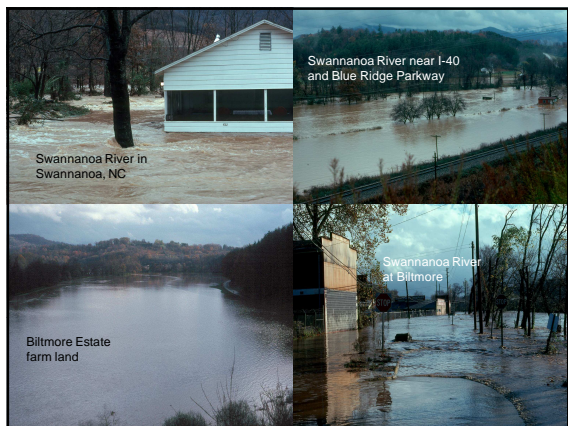 Swannanoa River in
Swannanoa, NC
Swannanoa River near I-40
and Blue Ridge Parkway
Biltmore Estate
farm land
Swannanoa River
at Biltmore
STOP